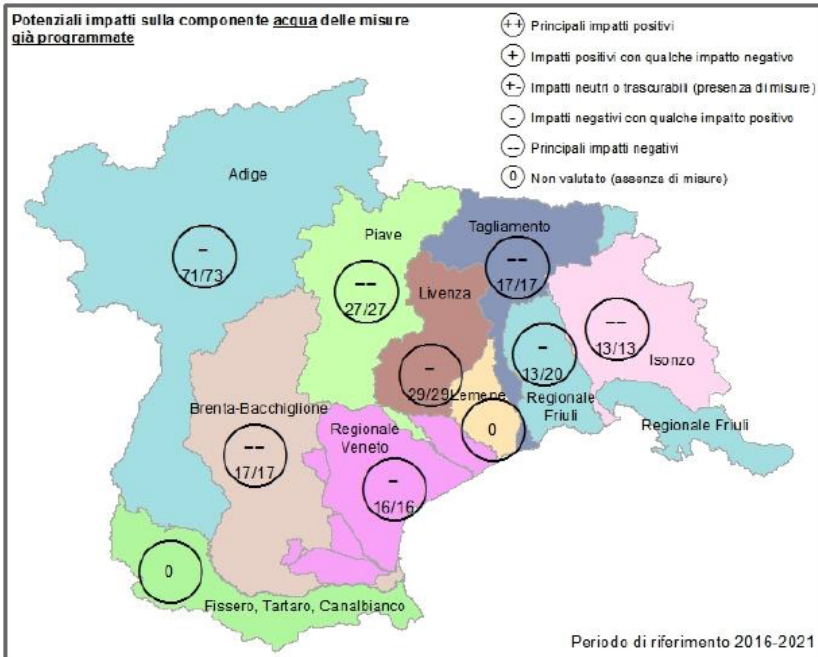 Potenziali impatti sulla componente acqua delle misure
già programmate
++ Principali impatti positivi
+ Impatti positivi con qualche impatto negativo
+- Impatti neutri o trascurabili (presenza di misure)
- Impatti negativi con qualche impatto positivo
-- Principali impatti negativi
0 Non valutato (assenza di misure)
Adige
-
71/73
Piave
--
27/27
Tagliamento
--
17/17
Livenza
-
29/29
Lemene
0
--
13/13
Isonzo
-
13/20
Regionale
Friuli
Regionale Friuli
Brenta-Bacchiglione
--
17/17
Regionale
Veneto
-
16/16
0
Fissero, Tartaro, Canalbianco
Periodo di riferimento 2016-2021